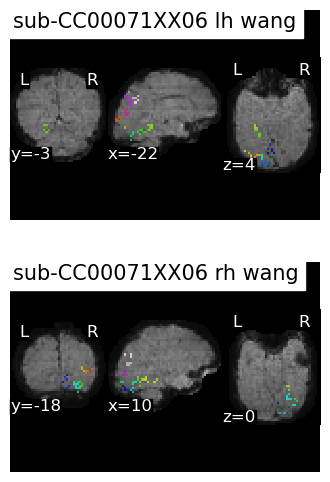 sub-CC00071XX06 lh wang
L R L R
y=-3 x=-22 z=4
sub-CC00071XX06 rh wang
L R L R
y=-18 x=10 z=0